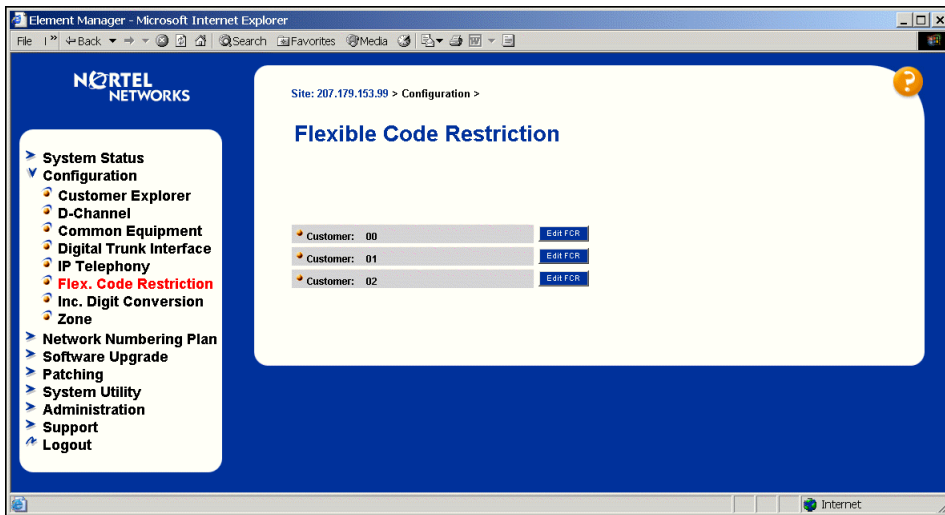 Element Manager - Microsoft Internet Explorer
File Back Search Favorites Media
NORTEL
NETWORKS
Site: 207.179.153.99 > Configuration >
Flexible Code Restriction
System Status
Configuration
Customer Explorer
D-Channel
Common Equipment
Digital Trunk Interface
IP Telephony
Flex. Code Restriction
Inc. Digit Conversion
Zone
Network Numbering Plan
Software Upgrade
Patching
System Utility
Administration
Support
Logout
Customer: 00 Edit FCR
Customer: 01 Edit FCR
Customer: 02 Edit FCR
Internet